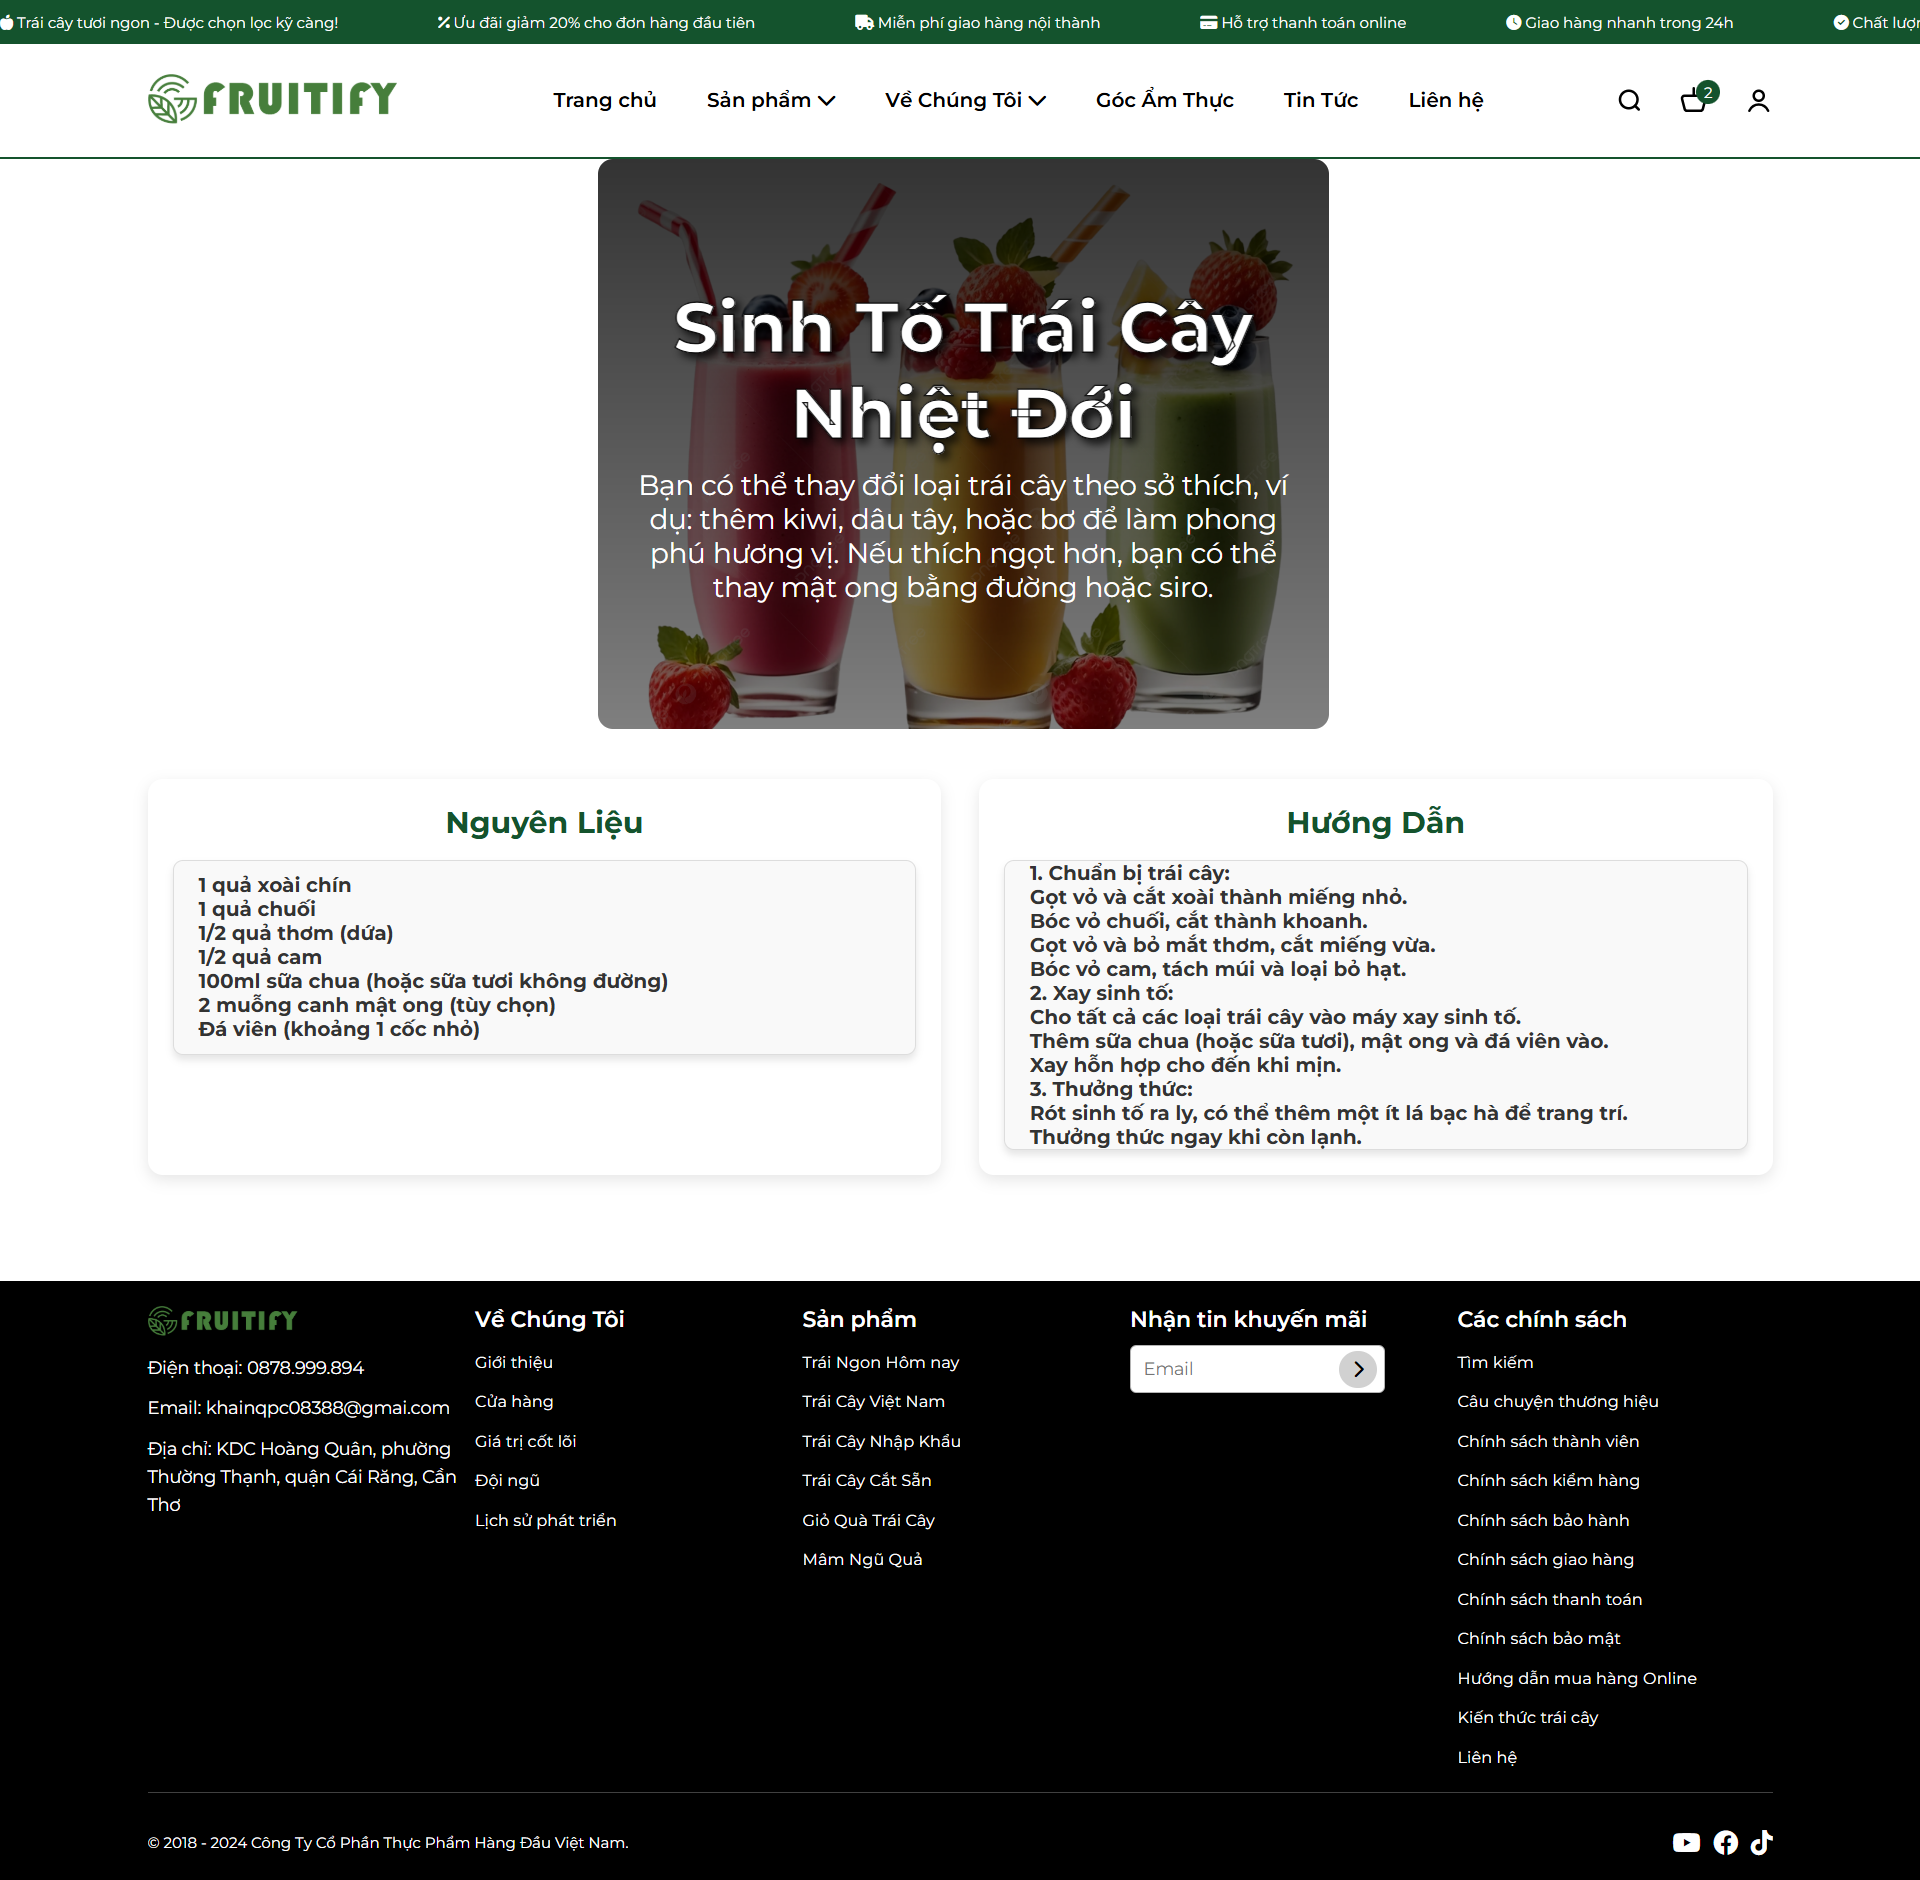 Trái cây tươi ngon - Được chọn lọc kỹ càng!
Ưu đãi giảm 20% cho đơn hàng đầu tiên
Miễn phí giao hàng nội thành
Hỗ trợ thanh toán online
Giao hàng nhanh trong 24h
Chất
FRUITIFY
Trang chủ
Sản phẩm
Về Chúng Tôi
Góc Ẩm Thực
Tin Tức
Liên hệ
2
Sinh Tố Trái Cây
Nhiệt Đới
Bạn có thể thay đổi loại trái cây theo sở thích, ví
dụ: thêm kiwi, dâu tây, hoặc bơ để làm phong
phú hương vị. Nếu thích ngọt hơn, bạn có thể
thay mật ong bằng đường hoặc siro.
Nguyên Liệu
1 quả xoài chín
1 quả chuối
1/2 quả thơm (dứa)
1/2 quả cam
100ml sữa chua (hoặc sữa tươi không đường)
2 muỗng canh mật ong (tùy chọn)
Đá viên (khoảng 1 cốc nhỏ)
Hướng Dẫn
1. Chuẩn bị trái cây:
Gọt vỏ và cắt xoài thành miếng nhỏ.
Bóc vỏ chuối, cắt thành khoanh.
Gọt vỏ và bỏ mắt thơm, cắt miếng vừa.
Bóc vỏ cam, tách múi và loại bỏ hạt.
2. Xay sinh tố:
Cho tất cả các loại trái cây vào máy xay sinh tố.
Thêm sữa chua (hoặc sữa tươi), mật ong và đá viên vào.
Xay hỗn hợp cho đến khi mịn.
3. Thưởng thức:
Rót sinh tố ra ly, có thể thêm một ít lá bạc hà để trang trí.
Thưởng thức ngay khi còn lạnh.
FRUITIFY
Điện thoại: 0878.999.894
Email: khainqpc08388@gmai.com
Địa chỉ: KDC Hoàng Quân, phường
Thường Thạnh, quận Cái Răng, Cần
Thơ
Về Chúng Tôi
Giới thiệu
Cửa hàng
Giá trị cốt lõi
Đội ngũ
Lịch sử phát triển
Sản phẩm
Trái Ngon Hôm nay
Trái Cây Việt Nam
Trái Cây Nhập Khẩu
Trái Cây Cắt Sẵn
Giỏ Quà Trái Cây
Mâm Ngũ Quả
Nhận tin khuyến mãi
Email
Các chính sách
Tìm kiếm
Câu chuyện thương hiệu
Chính sách thành viên
Chính sách kiểm hàng
Chính sách bảo hành
Chính sách giao hàng
Chính sách thanh toán
Chính sách bảo mật
Hướng dẫn mua hàng Online
Kiến thức trái cây
Liên hệ
© 2018 - 2024 Công Ty Cổ Phần Thực Phẩm Hàng Đầu Việt Nam.